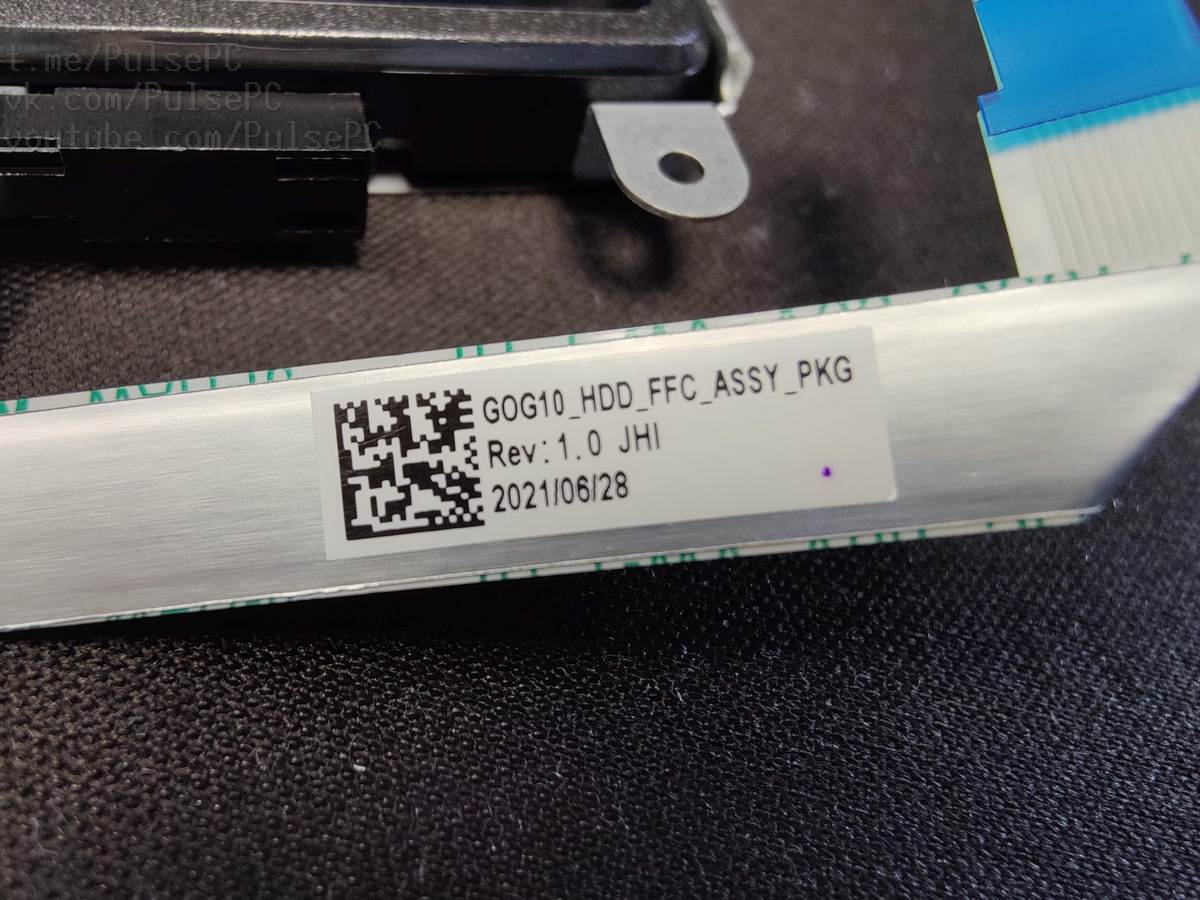 t.me/PulsePC
vk.com/PulsePC
youtube.com/PulsePC
GOG10_HDD_FFC_ASSY_PKG
Rev:1.0 JHI
2021/06/28